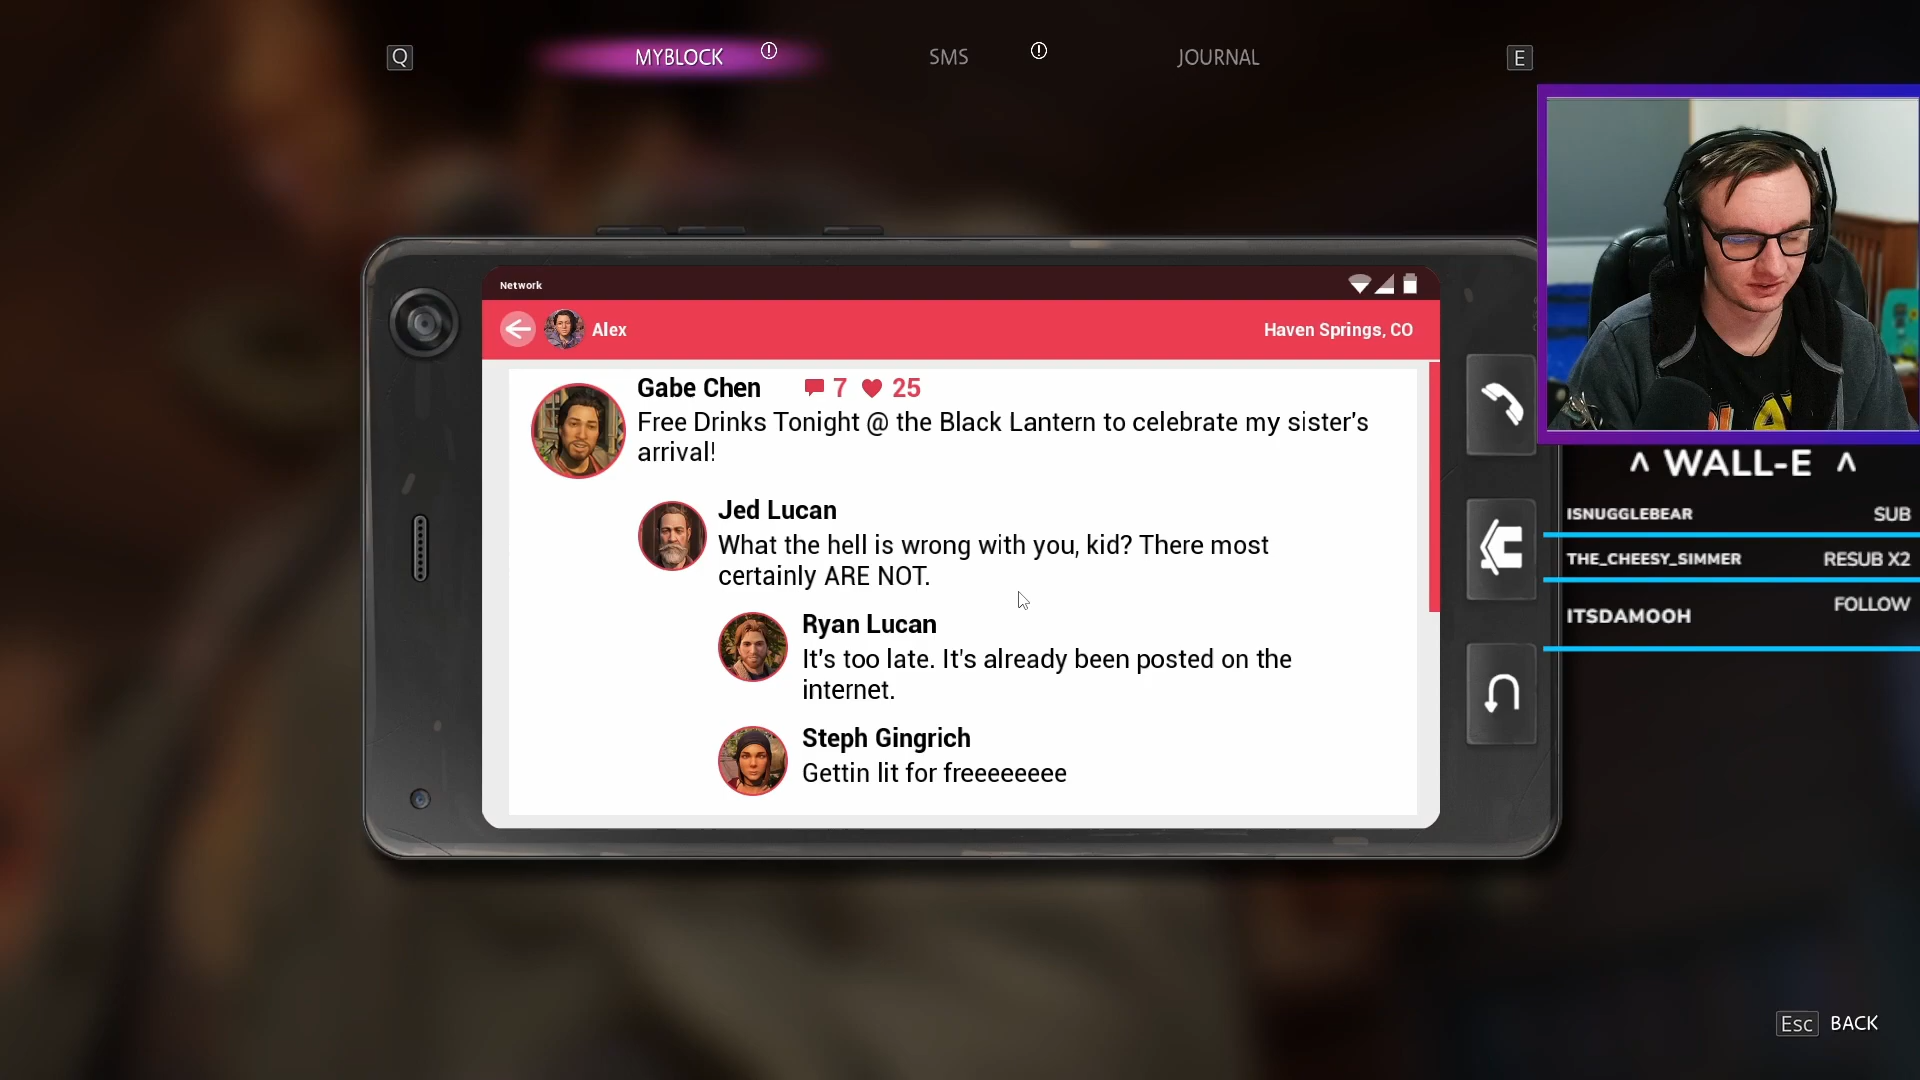 Q
MYBLOCK
SMS
JOURNAL
E
Network
Alex
Haven Springs, CO
Gabe Chen 7 25
Free Drinks Tonight @ the Black Lantern to celebrate my sister's
arrival!
Jed Lucan
What the hell is wrong with you, kid? There most
certainly ARE NOT.
Ryan Lucan
It's too late. It's already been posted on the
internet.
Steph Gingrich
Gettin lit for freeeeeeee
^ WALL-E ^
ISNUGGLEBEAR SUB
THE_CHEESY_SIMMER RESUB X2
ITSDAMOOH FOLLOW
Esc BACK